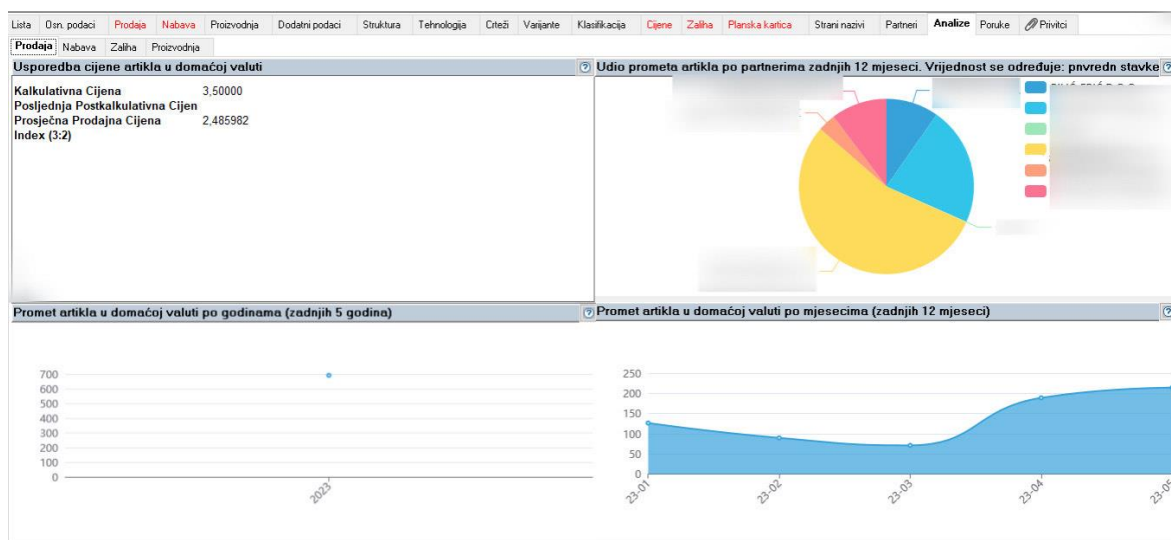 Lista Osn. podaci Prodaja Nabava Proizvodnja Dodatni podaci Struktura Tehnologija Crteži Varijante Klasifikacija Cijene Zaliha Planska kartica Strani nazivi Partneri Analize Poruke Privitci
Prodaja Nabava Zaliha Proizvodnja
Usporedba cijene artikla u domaćoj valuti
Kalkulativna Cijena 3,50000
Posljednja Postkalkulativna Cijen
Prosječna Prodajna Cijena 2,485982
Index (3:2)
Udio prometa artikla po partnerima zadnjih 12 mjeseci. Vrijednost se određuje: pnvredn stavke
Promet artikla u domaćoj valuti po godinama (zadnjih 5 godina)
700
600
500
400
300
200
100
0
2023
Promet artikla u domaćoj valuti po mjesecima (zadnjih 12 mjeseci)
250
200
150
100
50
0
23-01 23-02 23-03 23-04 23-05